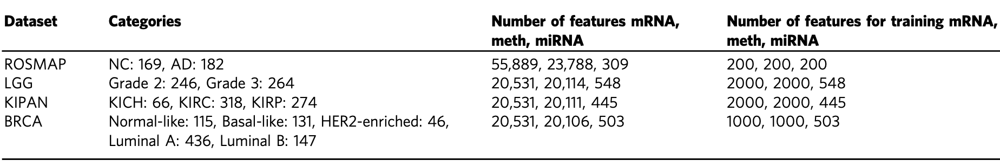 Dataset Categories Number of features mRNA, meth, miRNA Number of features for training mRNA, meth, miRNA
ROSMAP NC: 169, AD: 182 55,889, 23,788, 309 200, 200, 200
LGG Grade 2: 246, Grade 3: 264 20,531, 20,114, 548 2000, 2000, 548
KIPAN KICH: 66, KIRC: 318, KIRP: 274 20,531, 20,111, 445 2000, 2000, 445
BRCA Normal-like: 115, Basal-like: 131, HER2-enriched: 46, 20,531, 20,106, 503 1000, 1000, 503
Luminal A: 436, Luminal B: 147